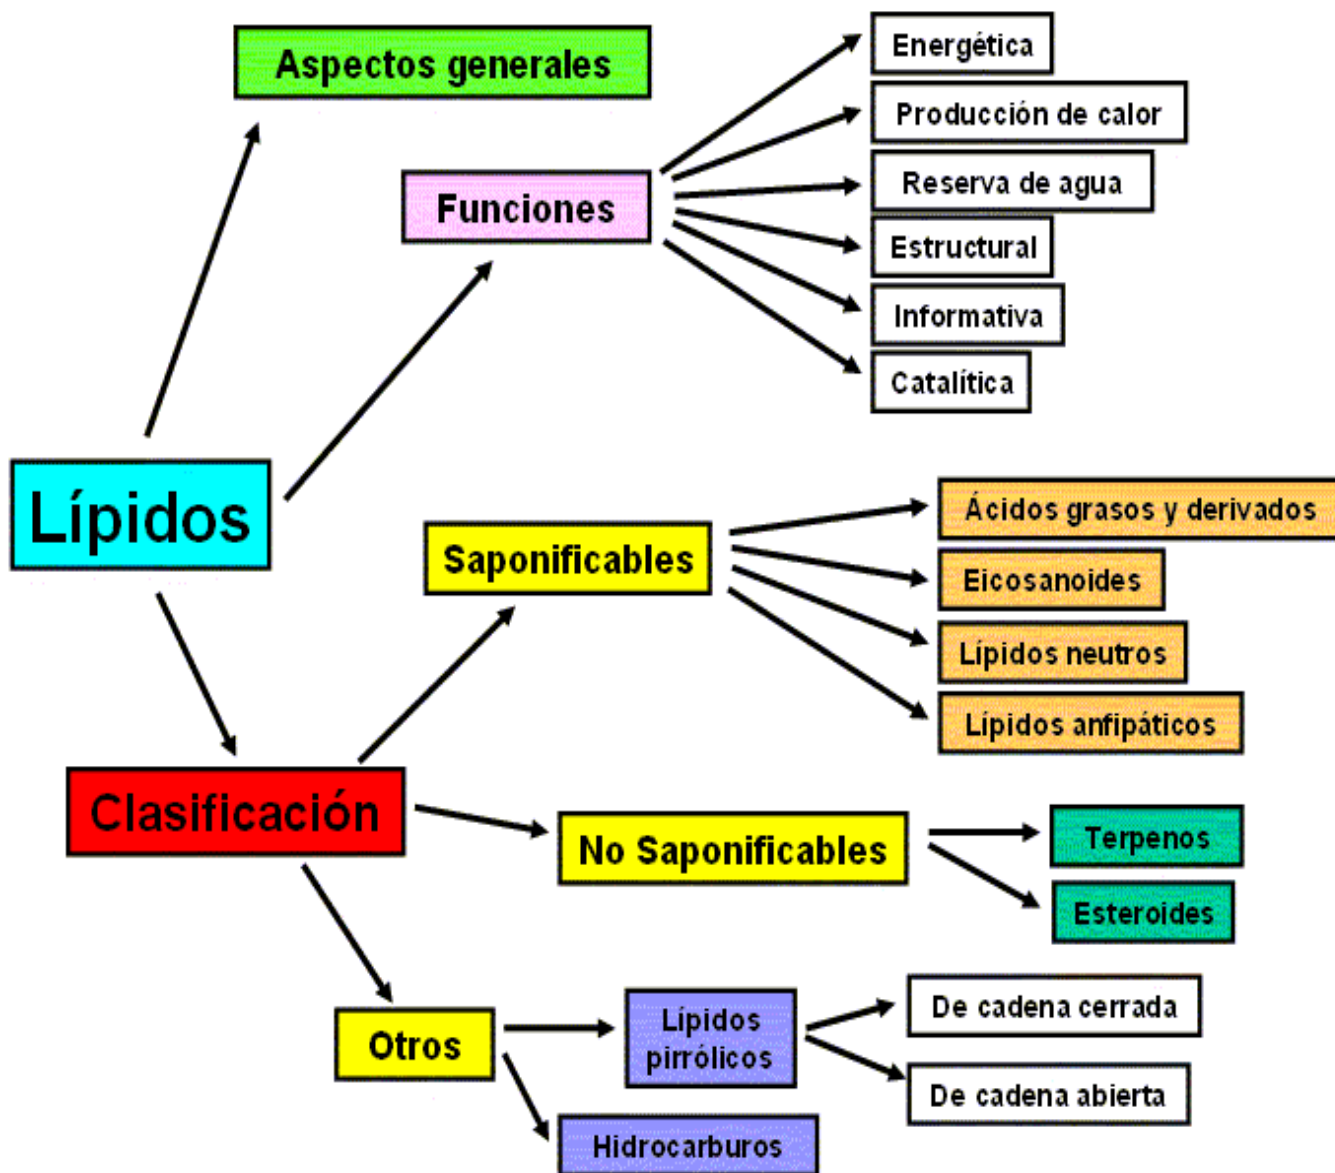 Aspectos generales
Energética
Producción de calor
Funciones
Reserva de agua
Estructural
Informativa
Catalítica
Lípidos
Saponificables
Ácidos grasos y derivados
Eicosanoides
Lípidos neutros
Lípidos anfipáticos
Clasificación
No Saponificables
Terpenos
Esteroides
Otros
Lípidos
pirrólicos
De cadena cerrada
De cadena abierta
Hidrocarburos